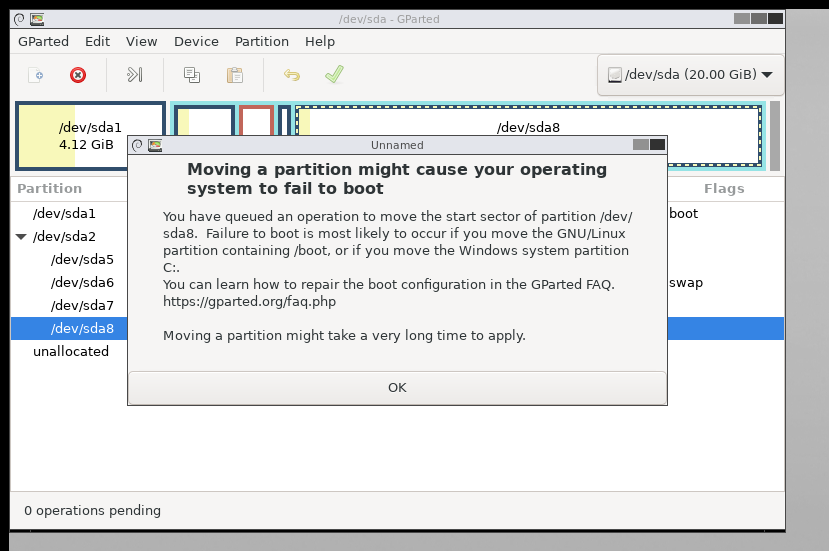 /dev/sda - GParted
GParted Edit View Device Partition Help
/dev/sda (20.00 GiB)
/dev/sda1
4.12 GiB
/dev/sda8
Unnamed
Moving a partition might cause your operating
system to fail to boot
You have queued an operation to move the start sector of partition /dev/
sda8.  Failure to boot is most likely to occur if you move the GNU/Linux
partition containing /boot, or if you move the Windows system partition
C:.
You can learn how to repair the boot configuration in the GParted FAQ.
https://gparted.org/faq.php
Moving a partition might take a very long time to apply.
OK
Partition Flags
/dev/sda1 boot
/dev/sda2
/dev/sda5
/dev/sda6 swap
/dev/sda7
/dev/sda8
unallocated
0 operations pending